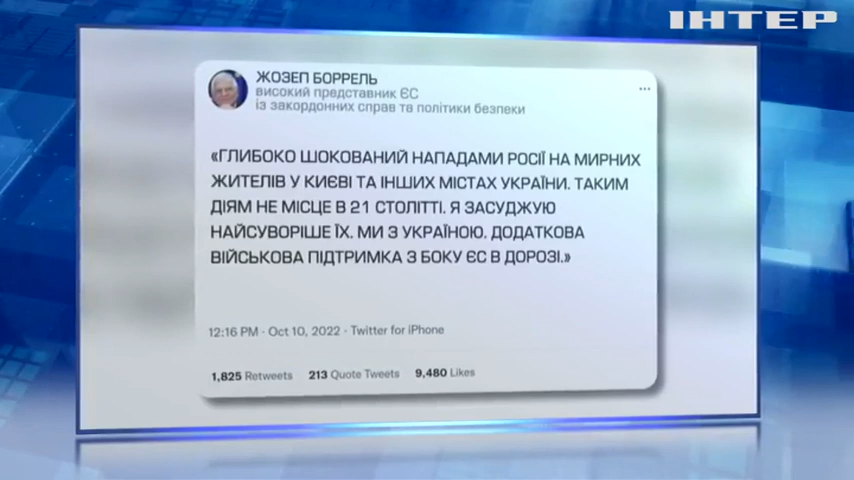 ІНТЕР
ЖОЗЕП БОРРЕЛЬ
високий представник ЄС
із закордонних справ та політики безпеки
«ГЛИБОКО ШОКОВАНИЙ НАПАДАМИ РОСІЇ НА МИРНИХ
ЖИТЕЛІВ У КИЄВІ ТА ІНШИХ МІСТАХ УКРАЇНИ. ТАКИМ
ДІЯМ НЕ МІСЦЕ В 21 СТОЛІТТІ. Я ЗАСУДЖУЮ
НАЙСУВОРІШЕ ЇХ. МИ З УКРАЇНОЮ. ДОДАТКОВА
ВІЙСЬКОВА ПІДТРИМКА З БОКУ ЄС В ДОРОЗІ.»
12:16 PM · Oct 10, 2022 · Twitter for iPhone
1,825 Retweets 213 Quote Tweets 9,480 Likes